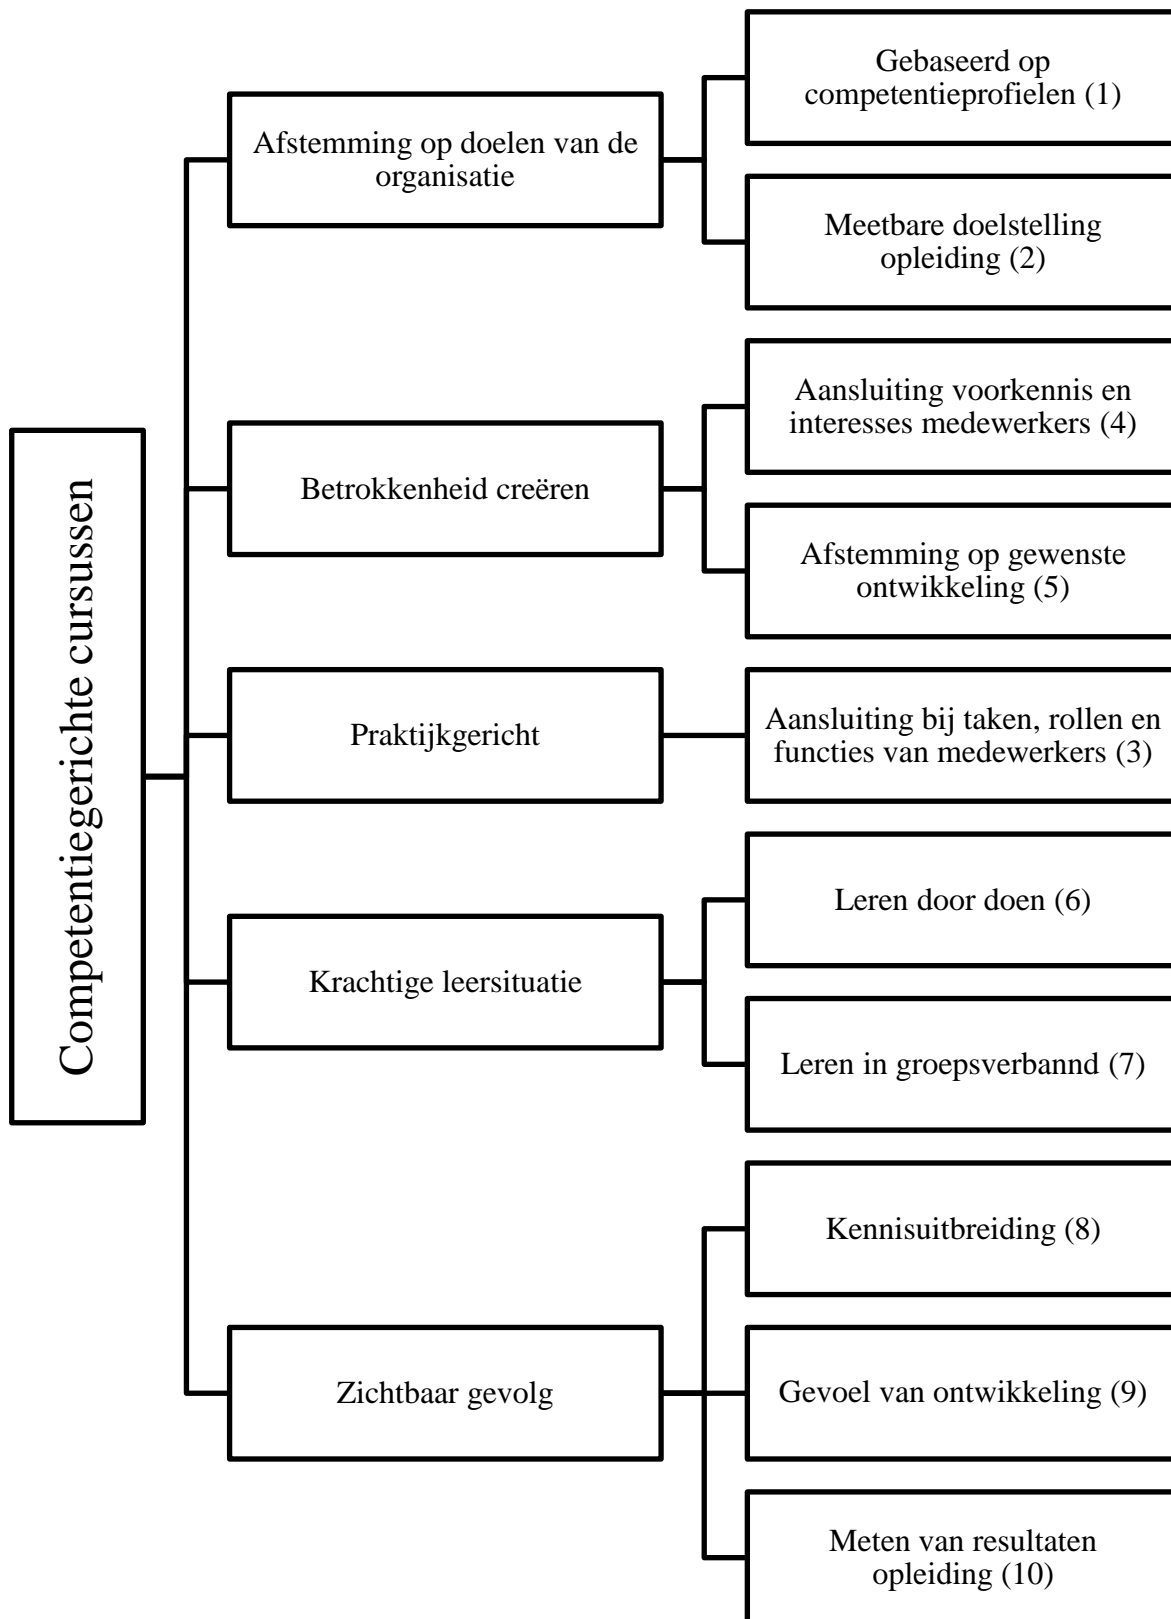 Competentiegerichte cursussen
Afstemming op doelen van de
organisatie
Gebaseerd op
competentieprofielen (1)
Meetbare doelstelling
opleiding (2)
Betrokkenheid creëren
Aansluiting voorkennis en
interesses medewerkers (4)
Afstemming op gewenste
ontwikkeling (5)
Praktijkgericht
Aansluiting bij taken, rollen en
functies van medewerkers (3)
Krachtige leersituatie
Leren door doen (6)
Leren in groepsverbannd (7)
Zichtbaar gevolg
Kennisuitbreiding (8)
Gevoel van ontwikkeling (9)
Meten van resultaten
opleiding (10)